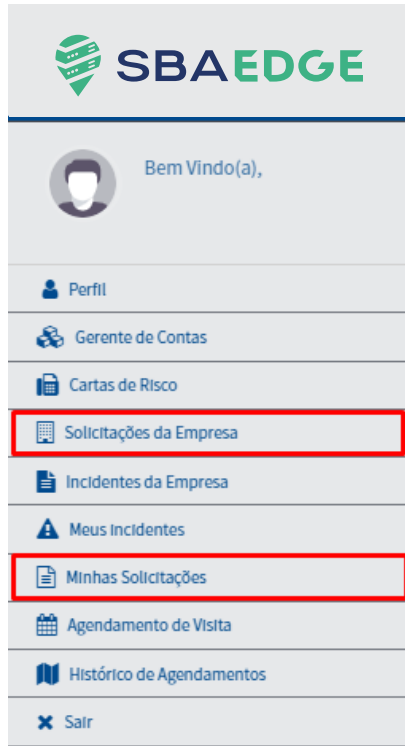 SBAEDGE
Bem Vindo(a),
Perfil
Gerente de Contas
Cartas de Risco
Solicitações da Empresa
Incidentes da Empresa
Meus Incidentes
Minhas Solicitações
Agendamento de Visita
Histórico de Agendamentos
Sair